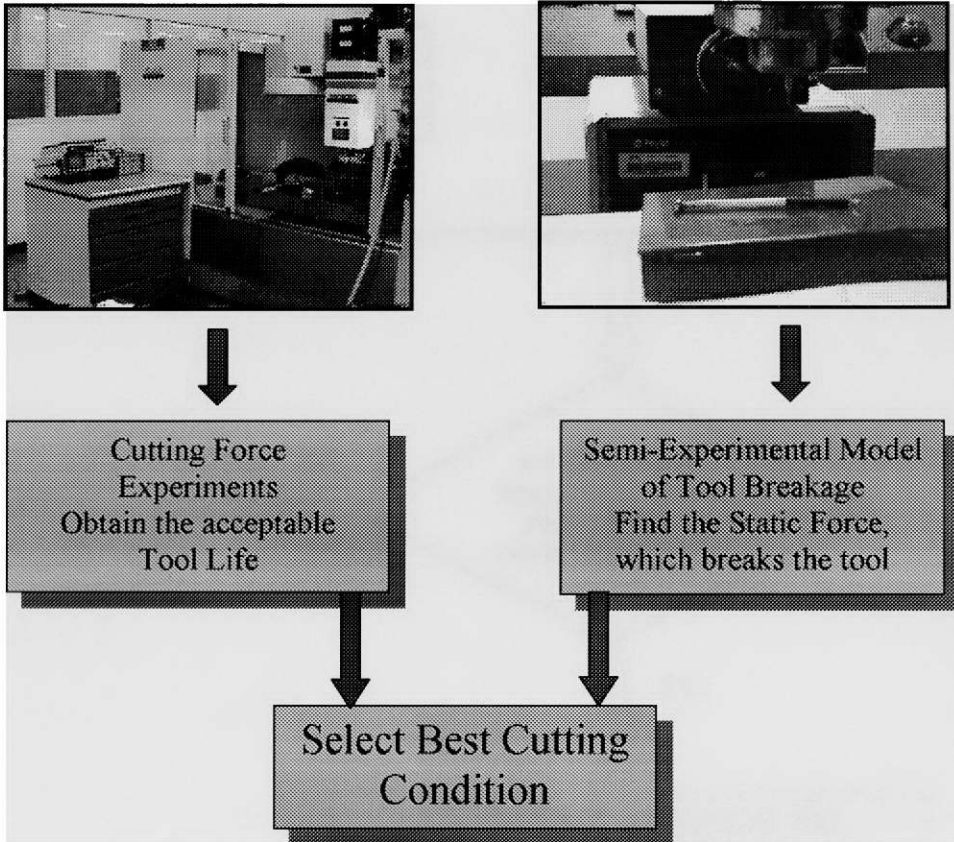 Cutting Force
Experiments
Obtain the acceptable
Tool Life
Semi-Experimental Model
of Tool Breakage
Find the Static Force,
which breaks the tool
Select Best Cutting
Condition